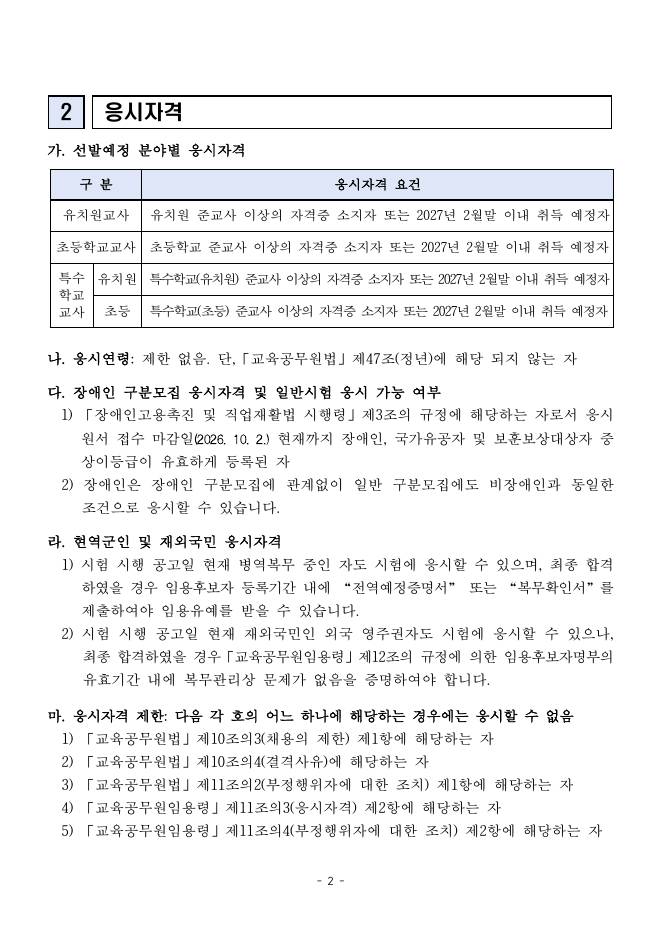 2 응시자격
가. 선발예정 분야별 응시자격
구 분 응시자격 요건
유치원교사 유치원 준교사 이상의 자격증 소지자 또는 2027년 2월말 이내 취득 예정자
초등학교교사 초등학교 준교사 이상의 자격증 소지자 또는 2027년 2월말 이내 취득 예정자
특수학교교사 유치원 특수학교(유치원) 준교사 이상의 자격증 소지자 또는 2027년 2월말 이내 취득 예정자
초등 특수학교(초등) 준교사 이상의 자격증 소지자 또는 2027년 2월말 이내 취득 예정자
나. 응시연령: 제한 없음. 단,「교육공무원법」제47조(정년)에 해당 되지 않는 자
다. 장애인 구분모집 응시자격 및 일반시험 응시 가능 여부
1) 「장애인고용촉진 및 직업재활법 시행령」제3조의 규정에 해당하는 자로서 응시
원서 접수 마감일(2026. 10. 2.) 현재까지 장애인, 국가유공자 및 보훈보상대상자 중
상이등급이 유효하게 등록된 자
2) 장애인은 장애인 구분모집에 관계없이 일반 구분모집에도 비장애인과 동일한
조건으로 응시할 수 있습니다.
라. 현역군인 및 재외국민 응시자격
1) 시험 시행 공고일 현재 병역복무 중인 자도 시험에 응시할 수 있으며, 최종 합격
하였을 경우 임용후보자 등록기간 내에 “전역예정증명서” 또는 “복무확인서”를
제출하여야 임용유예를 받을 수 있습니다.
2) 시험 시행 공고일 현재 재외국민인 외국 영주권자도 시험에 응시할 수 있으나,
최종 합격하였을 경우「교육공무원임용령」제12조의 규정에 의한 임용후보자명부의
유효기간 내에 복무관리상 문제가 없음을 증명하여야 합니다.
마. 응시자격 제한: 다음 각 호의 어느 하나에 해당하는 경우에는 응시할 수 없음
1) 「교육공무원법」제10조의3(채용의 제한) 제1항에 해당하는 자
2) 「교육공무원법」제10조의4(결격사유)에 해당하는 자
3) 「교육공무원법」제11조의2(부정행위자에 대한 조치) 제1항에 해당하는 자
4) 「교육공무원임용령」제11조의3(응시자격) 제2항에 해당하는 자
5) 「교육공무원임용령」제11조의4(부정행위자에 대한 조치) 제2항에 해당하는 자
- 2 -